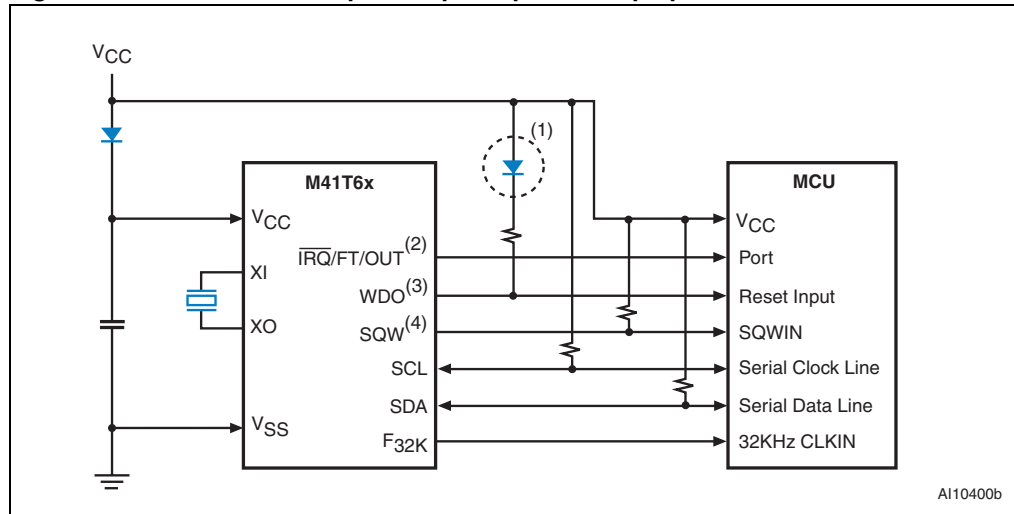 VCC
(1)
M41T6x
VCC
XI
XO
VSS
IRQ/FT/OUT(2)
WDO(3)
SQW(4)
SCL
SDA
F32K
MCU
VCC
Port
Reset Input
SQWIN
Serial Clock Line
Serial Data Line
32KHz CLKIN
AI10400b